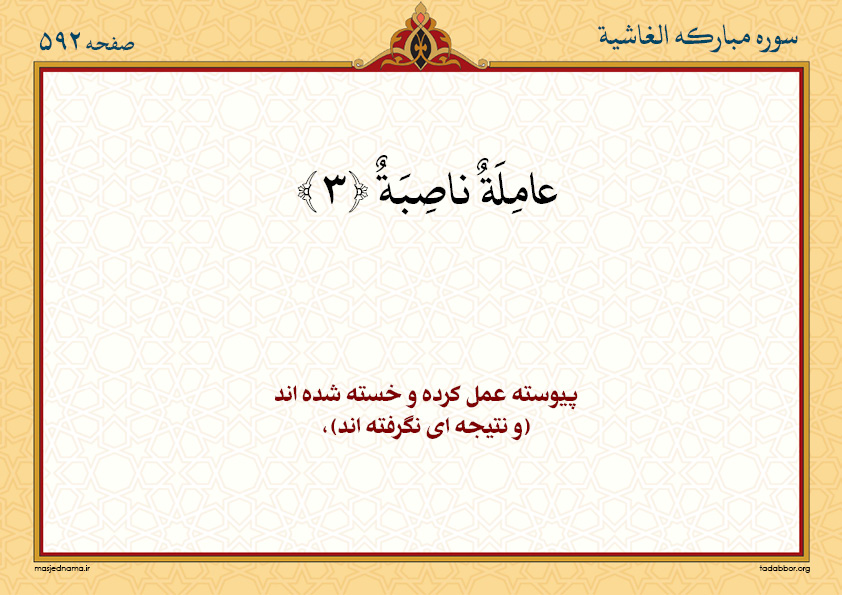 سوره مبارکه الغاشیة
صفحه ۵۹۲
عامِلَةٌ ناصِبَةٌ ﴿۳﴾
پیوسته عمل کرده و خسته شده اند
(و نتیجه ای نگرفته اند)،
masjednama.ir
tadabbor.org